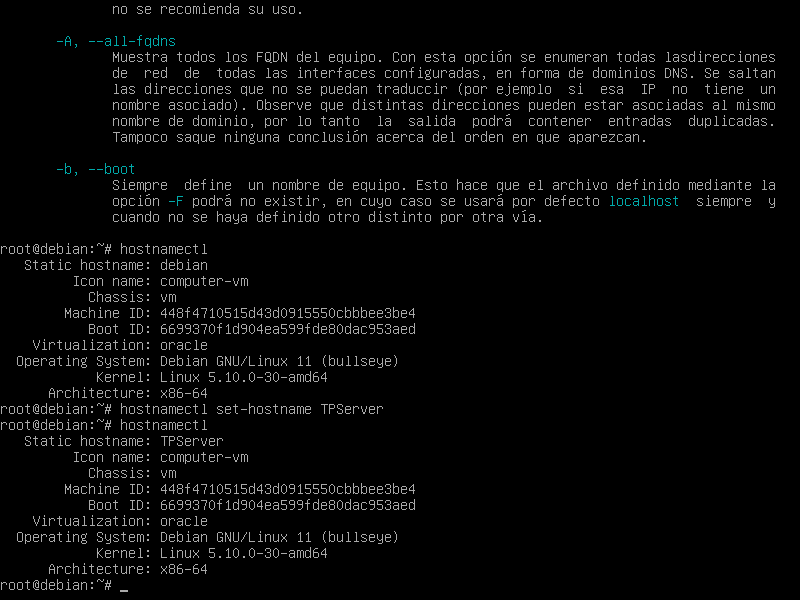 no se recomienda su uso.
-A, --all-fqdns
Muestra todos los FQDN del equipo. Con esta opción se enumeran todas lasdirecciones
de red de todas las interfaces configuradas, en forma de dominios DNS. Se saltan
las direcciones que no se puedan traduccir (por ejemplo si esa IP no tiene un
nombre asociado). Observe que distintas direcciones pueden estar asociadas al mismo
nombre de dominio, por lo tanto la salida podrá contener entradas duplicadas.
Tampoco saque ninguna conclusión acerca del orden en que aparezcan.
-b, --boot
Siempre define un nombre de equipo. Esto hace que el archivo definido mediante la
opción -F podrá no existir, en cuyo caso se usará por defecto localhost siempre y
cuando no se haya definido otro distinto por otra vía.
root@debian:~# hostnamectl
Static hostname: debian
Icon name: computer-vm
Chassis: vm
Machine ID: 448f4710515d43d0915550cbbbee3be4
Boot ID: 6699370f1d904ea599fde80dac953aed
Virtualization: oracle
Operating System: Debian GNU/Linux 11 (bullseye)
Kernel: Linux 5.10.0-30-amd64
Architecture: x86-64
root@debian:~# hostnamectl set-hostname TPServer
root@debian:~# hostnamectl
Static hostname: TPServer
Icon name: computer-vm
Chassis: vm
Machine ID: 448f4710515d43d0915550cbbbee3be4
Boot ID: 6699370f1d904ea599fde80dac953aed
Virtualization: oracle
Operating System: Debian GNU/Linux 11 (bullseye)
Kernel: Linux 5.10.0-30-amd64
Architecture: x86-64
root@debian:~# _